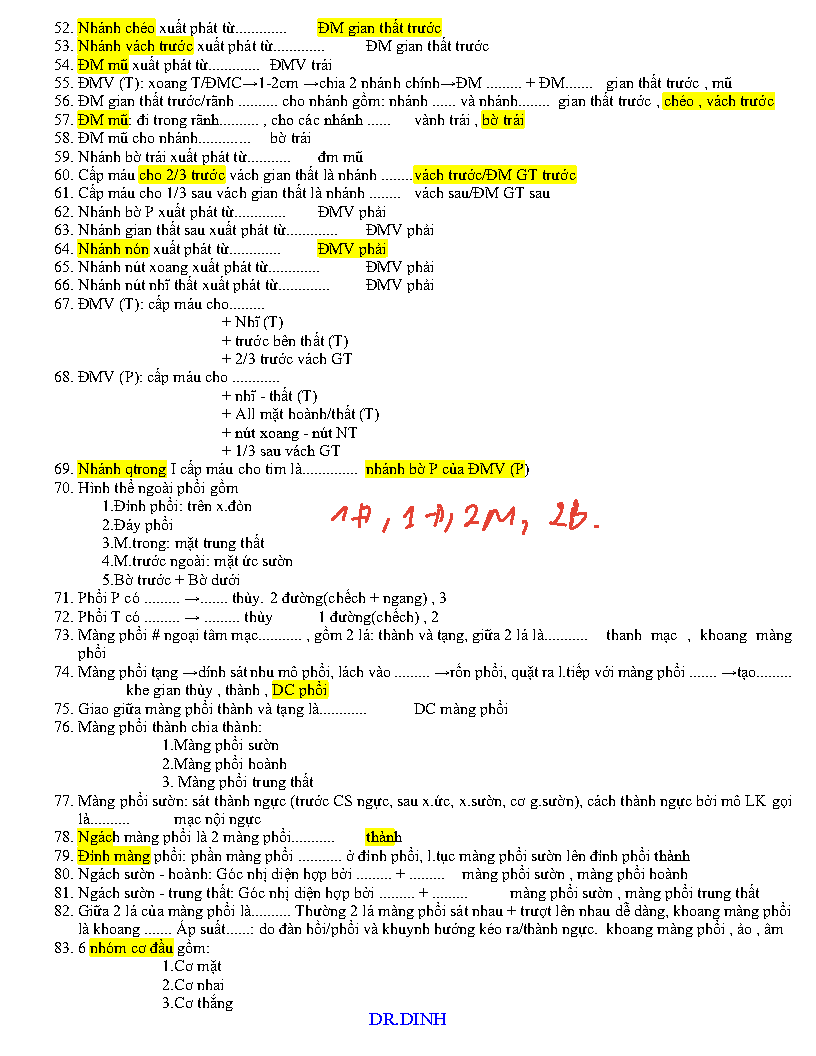 52. Nhánh chéo xuất phát từ............. ĐM gian thất trước
53. Nhánh vách trước xuất phát từ............. ĐM gian thất trước
54. ĐM mũ xuất phát từ............. ĐMV trái
55. ĐMV (T): xoang T/ĐMC→1-2cm →chia 2 nhánh chính→ĐM ......... + ĐM....... gian thất trước , mũ
56. ĐM gian thất trước/rãnh .......... cho nhánh gồm: nhánh ...... và nhánh........ gian thất trước , chéo , vách trước
57. ĐM mũ: đi trong rãnh.......... , cho các nhánh ...... vành trái , bờ trái
58. ĐM mũ cho nhánh............. bờ trái
59. Nhánh bờ trái xuất phát từ........... đm mũ
60. Cấp máu cho 2/3 trước vách gian thất là nhánh ........vách trước/ĐM GT trước
61. Cấp máu cho 1/3 sau vách gian thất là nhánh ........ vách sau/ĐM GT sau
62. Nhánh bờ P xuất phát từ............. ĐMV phải
63. Nhánh gian thất sau xuất phát từ............. ĐMV phải
64. Nhánh nón xuất phát từ............. ĐMV phải
65. Nhánh nút xoang xuất phát từ............. ĐMV phải
66. Nhánh nút nhĩ thất xuất phát từ............. ĐMV phải
67. ĐMV (T): cấp máu cho.........
+ Nhĩ (T)
+ trước bên thất (T)
+ 2/3 trước vách GT
68. ĐMV (P): cấp máu cho ............
+ nhĩ - thất (T)
+ All mặt hoành/thất (T)
+ nút xoang - nút NT
+ 1/3 sau vách GT
69. Nhánh qtrong I cấp máu cho tim là.............. nhánh bờ P của ĐMV (P)
70. Hình thể ngoài phổi gồm
1.Đỉnh phổi: trên x.đòn
2.Đáy phổi
1Đ, 1Đ, 2M, 2b.
3.M.trong: mặt trung thất
4.M.trước ngoài: mặt ức sườn
5.Bờ trước + Bờ dưới
71. Phổi P có ......... →....... thùy. 2 đường(chếch + ngang) , 3
72. Phổi T có ......... → ......... thùy 1 đường(chếch) , 2
73. Màng phổi # ngoại tâm mạc........... , gồm 2 lá: thành và tạng, giữa 2 lá là........... thanh mạc , khoang màng
phổi
74. Màng phổi tạng →dính sát nhu mô phổi, lách vào ......... →rốn phổi, quặt ra l.tiếp với màng phổi ....... →tạo.........
khe gian thùy , thành , DC phổi
75. Giao giữa màng phổi thành và tạng là............ DC màng phổi
76. Màng phổi thành chia thành:
1.Màng phổi sườn
2.Màng phổi hoành
3. Màng phổi trung thất
77. Màng phổi sườn: sát thành ngực (trước CS ngực, sau x.ức, x.sườn, cơ g.sườn), cách thành ngực bởi mô LK gọi
là.......... mạc nội ngực
78. Ngách màng phổi là 2 màng phổi........... thành
79. Đỉnh màng phổi: phần màng phổi ........... ở đỉnh phổi, l.tục màng phổi sườn lên đỉnh phổi thành
80. Ngách sườn - hoành: Góc nhị diện hợp bởi ......... + ......... màng phổi sườn , màng phổi hoành
81. Ngách sườn - trung thất: Góc nhị diện hợp bởi ......... + ......... màng phổi sườn , màng phổi trung thất
82. Giữa 2 lá của màng phổi là.......... Thường 2 lá màng phổi sát nhau + trượt lên nhau dễ dàng, khoang màng phổi
là khoang ....... Áp suất......: do đàn hồi/phổi và khuynh hướng kéo ra/thành ngực. khoang màng phổi , ảo , âm
83. 6 nhóm cơ đầu gồm:
1.Cơ mặt
2.Cơ nhai
3.Cơ thẳng
DR.DINH